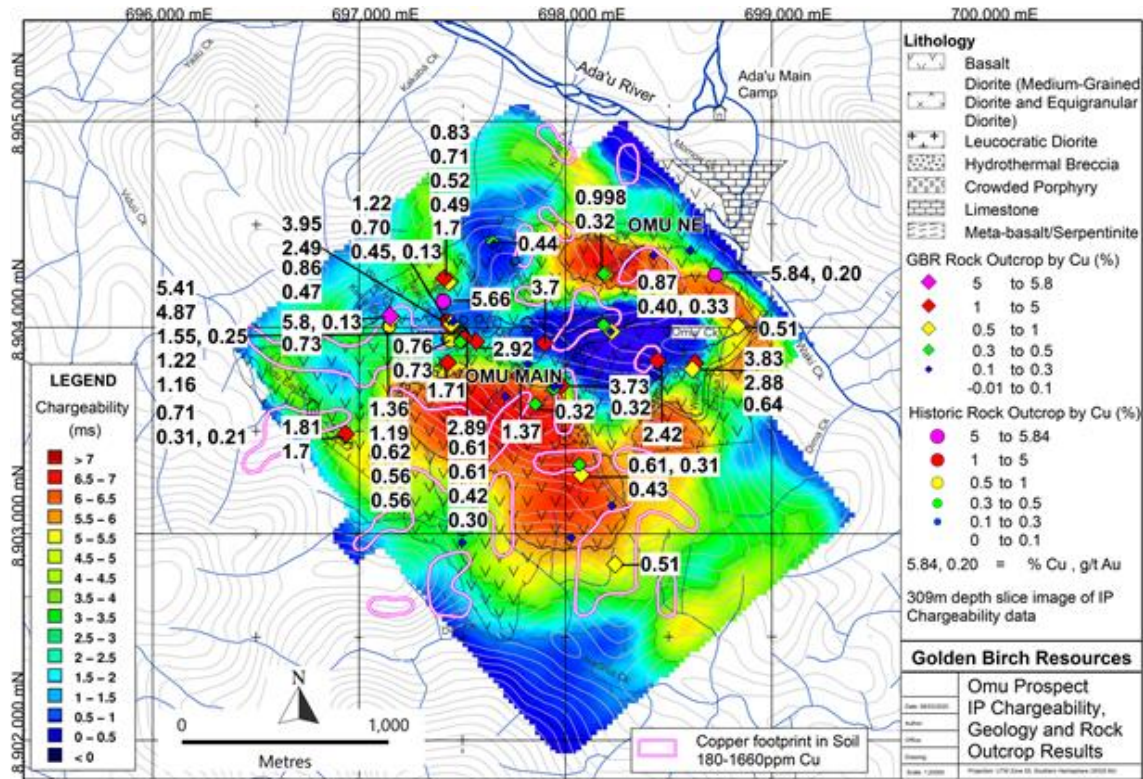 696,000 mE
697,000 mE
698,000 mE
699,000 mE
700,000 mE
8,905,000 mN
8,904,000 mN
8,903,000 mN
8,902,000 mN
Kakaba Ck
Ada'u River
Ada'u Main
Camp
Waki Ck
0.83
0.71
0.52
0.49
1.7
1.22
0.70
0.45, 0.13
3.95
2.49
0.86
0.47
5.41
4.87
1.55, 0.25
1.22
1.16
0.71
0.31, 0.21
5.8, 0.13
0.73
0.998
0.32
OMU NE
0.44
3.7
5.66
0.87
0.40, 0.33
5.84, 0.20
0.51
0.76
0.73
2.92
1.71
OMU MAIN
3.83
2.88
0.64
3.73
0.32
2.42
0.32
1.37
1.81
1.7
1.36
1.19
0.62
0.56
0.56
2.89
0.61
0.61
0.42
0.30
0.61, 0.31
0.43
0.51
LEGEND
Chargeability
(ms)
> 7
6.5 – 7
6 – 6.5
5.5 – 6
5 – 5.5
4.5 – 5
4 – 4.5
3.5 – 4
3 – 3.5
2.5 – 3
2 – 2.5
1.5 – 2
1 – 1.5
0.5 – 1
0 – 0.5
< 0
N
0
1,000
Metres
Copper footprint in Soil
180-1660ppm Cu
Lithology
Basalt
Diorite (Medium-Grained
Diorite and Equigranular
Diorite)
Leucocratic Diorite
Hydrothermal Breccia
Crowded Porphyry
Limestone
Meta-basalt/Serpentinite
GBR Rock Outcrop by Cu (%)
5 to 5.8
1 to 5
0.5 to 1
0.3 to 0.5
0.1 to 0.3
-0.01 to 0.1
Historic Rock Outcrop by Cu (%)
5 to 5.84
1 to 5
0.5 to 1
0.3 to 0.5
0.1 to 0.3
0 to 0.1
5.84, 0.20 = % Cu , g/t Au
309m depth slice image of IP
Chargeability data
Golden Birch Resources
Omu Prospect
IP Chargeability,
Geology and Rock
Outcrop Results
Author
Office
Drawing